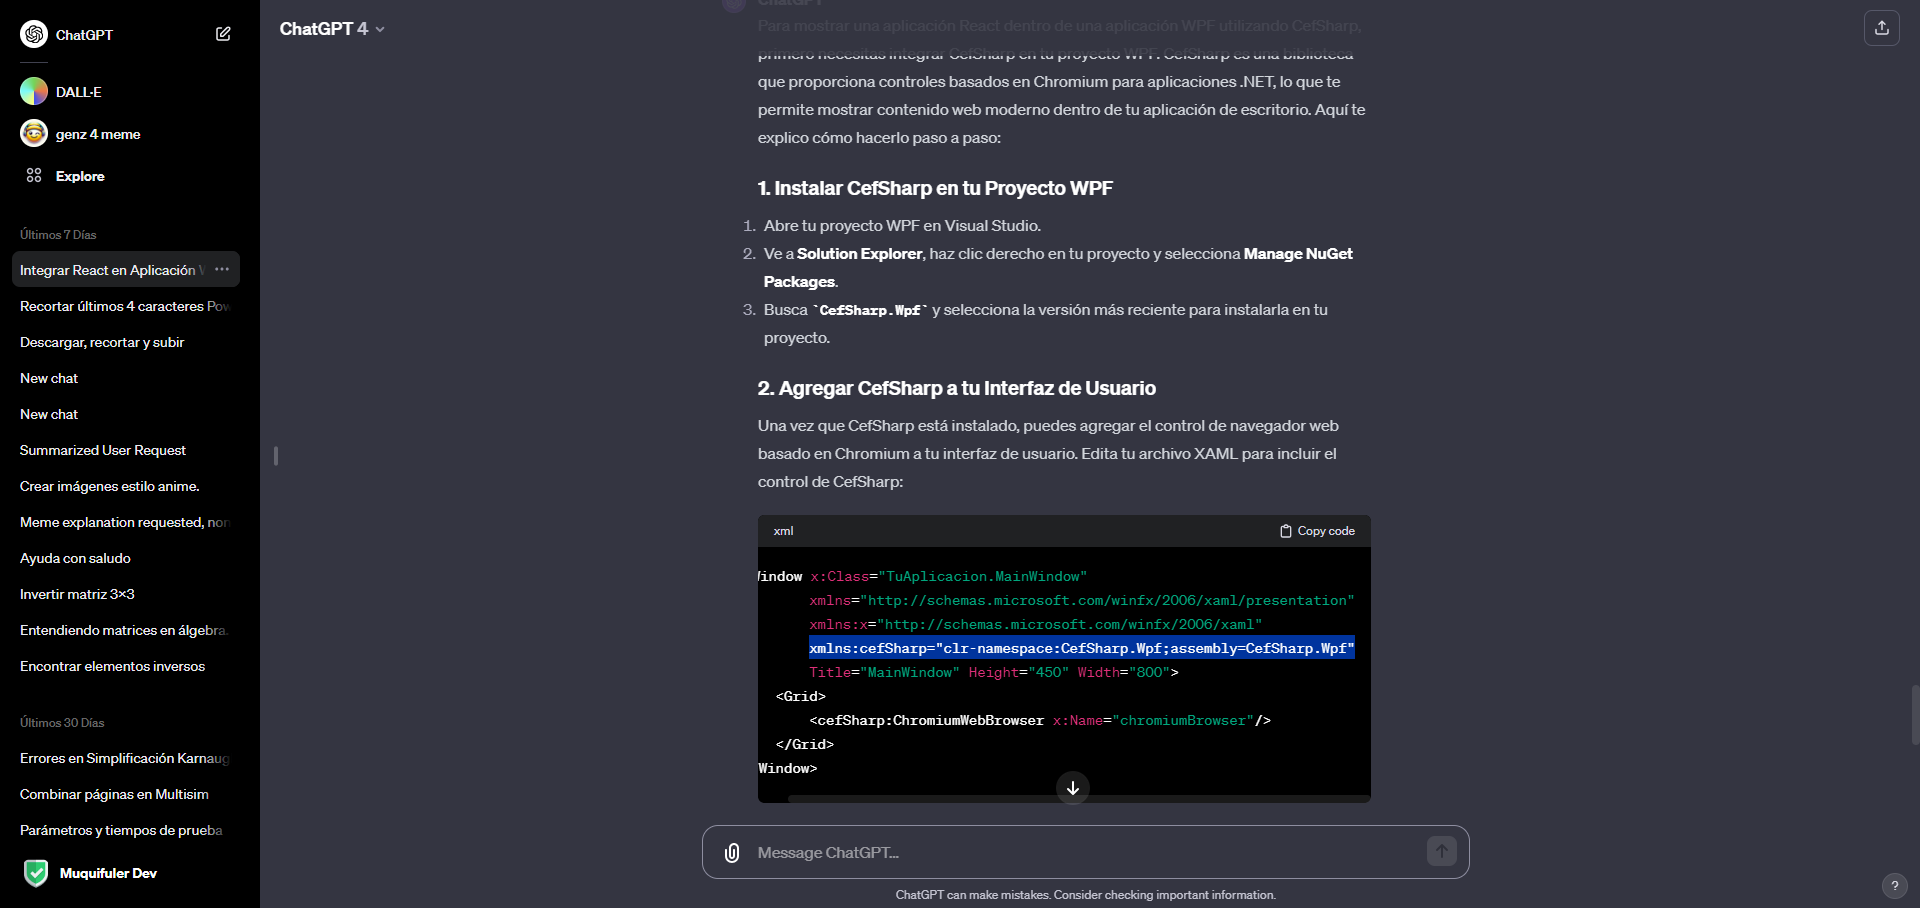 ChatGPT
DALL·E
genz 4 meme
Explore
Últimos 7 Días
Integrar React en Aplicación
Recortar últimos 4 caracteres Pow
Descargar, recortar y subir
New chat
New chat
Summarized User Request
Crear imágenes estilo anime.
Meme explanation requested, non
Ayuda con saludo
Invertir matriz 3×3
Entendiendo matrices en álgebra.
Encontrar elementos inversos
Últimos 30 Días
Errores en Simplificación Karnaug
Combinar páginas en Multisim
Parámetros y tiempos de prueba
Muquifuler Dev
ChatGPT 4
ChatGPT
Para mostrar una aplicación React dentro de una aplicación WPF utilizando CefSharp,
primero necesitas integrar CefSharp en tu proyecto WPF. CefSharp es una biblioteca
que proporciona controles basados en Chromium para aplicaciones .NET, lo que te
permite mostrar contenido web moderno dentro de tu aplicación de escritorio. Aquí te
explico cómo hacerlo paso a paso:
1. Instalar CefSharp en tu Proyecto WPF
1. Abre tu proyecto WPF en Visual Studio.
2. Ve a Solution Explorer, haz clic derecho en tu proyecto y selecciona Manage NuGet
Packages.
3. Busca `CefSharp.Wpf` y selecciona la versión más reciente para instalarla en tu
proyecto.
2. Agregar CefSharp a tu Interfaz de Usuario
Una vez que CefSharp está instalado, puedes agregar el control de navegador web
basado en Chromium a tu interfaz de usuario. Edita tu archivo XAML para incluir el
control de CefSharp:
xml
Copy code
Window x:Class="TuAplicacion.MainWindow"
xmlns="http://schemas.microsoft.com/winfx/2006/xaml/presentation"
xmlns:x="http://schemas.microsoft.com/winfx/2006/xaml"
xmlns:cefSharp="clr-namespace:CefSharp.Wpf;assembly=CefSharp.Wpf"
Title="MainWindow" Height="450" Width="800">
<Grid>
<cefSharp:ChromiumWebBrowser x:Name="chromiumBrowser"/>
</Grid>
Window>
Message ChatGPT...
ChatGPT can make mistakes. Consider checking important information.
?